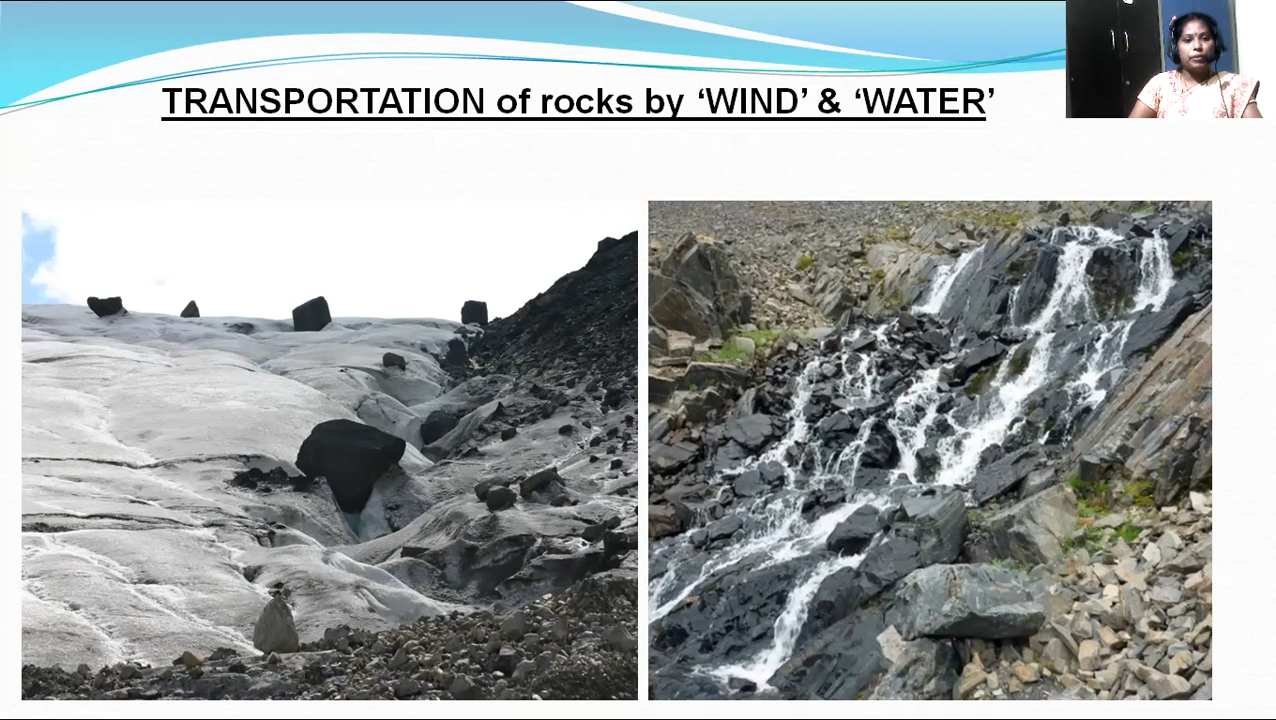 TRANSPORTATION of rocks by ‘WIND’ & ‘WATER’